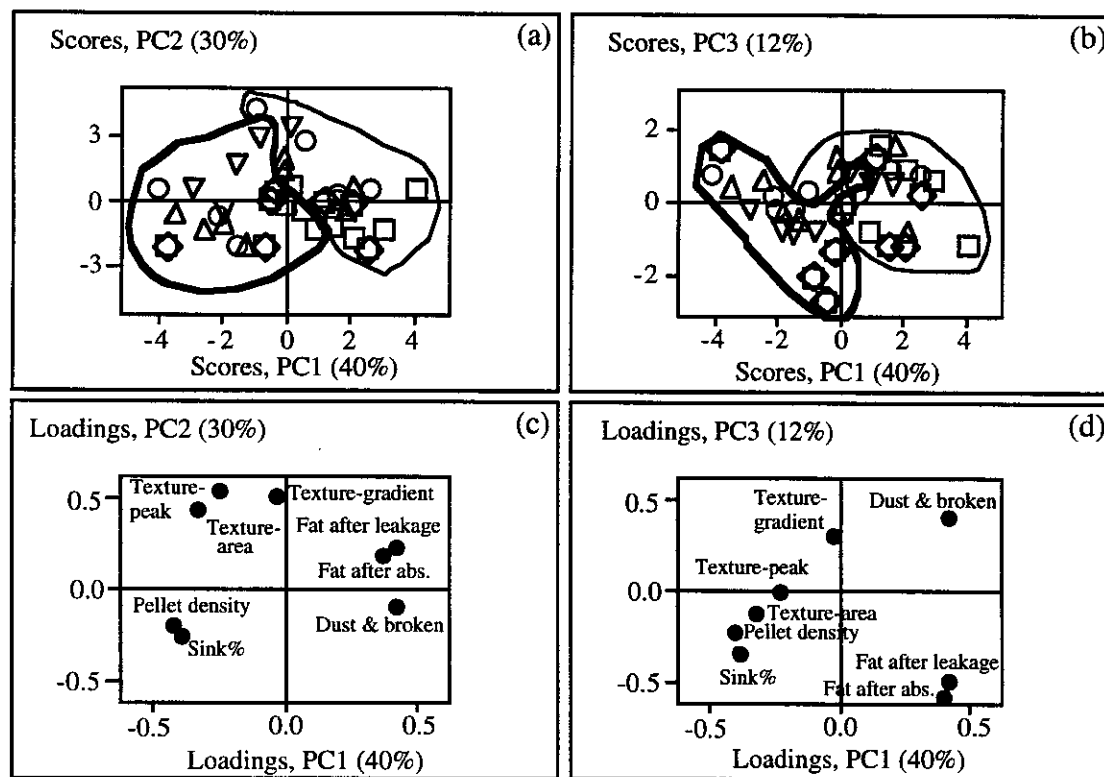 Scores, PC2 (30%)
(a)
3
0
-3
-4
-2
0
2
4
Scores, PC1 (40%)
Scores, PC3 (12%)
(b)
2
0
-2
-4
-2
0
2
4
Scores, PC1 (40%)
Loadings, PC2 (30%)
(c)
0.5
0.0
-0.5
Texture-
peak
Texture-gradient
Texture-
area
Fat after leakage
Fat after abs.
Pellet density
Sink%
Dust & broken
-0.5
0.0
0.5
Loadings, PC1 (40%)
Loadings, PC3 (12%)
(d)
0.5
0.0
-0.5
Texture-
gradient
Dust & broken
Texture-peak
Texture-area
Pellet density
Sink%
Fat after leakage
Fat after abs.
-0.5
0.0
0.5
Loadings, PC1 (40%)